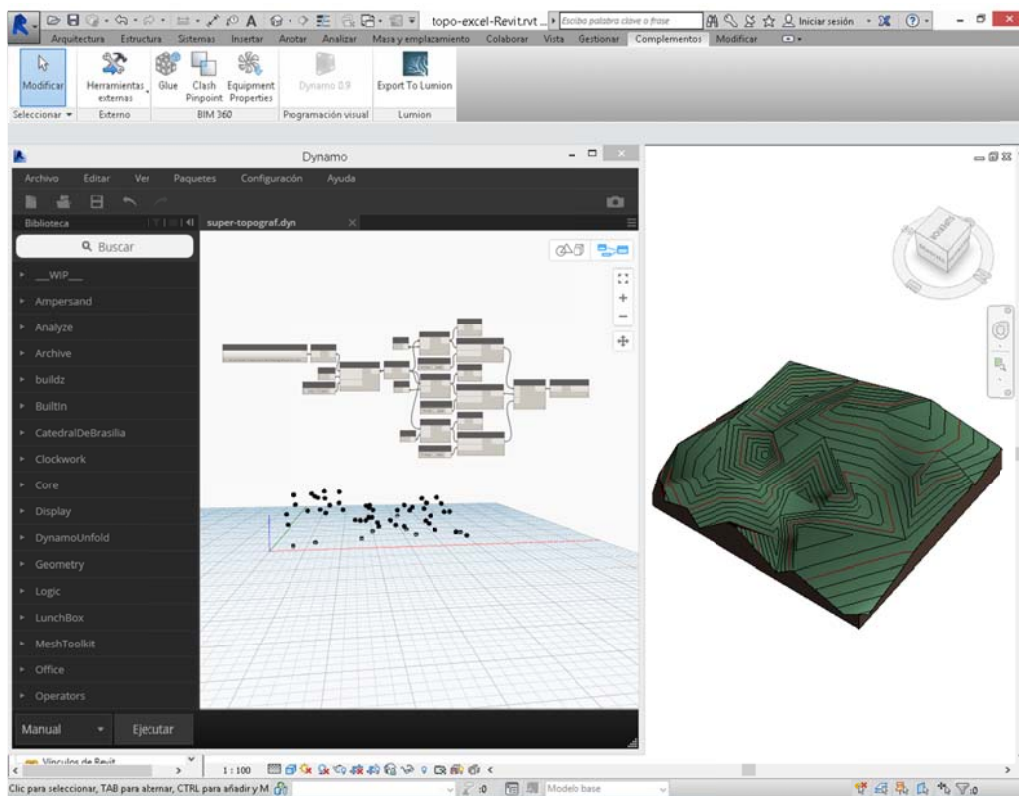 topo-excel-Revit.rvt ...
Escriba palabra clave o frase
Iniciar sesión
Arquitectura Estructura Sistemas Insertar Anotar Analizar Masa y emplazamiento Colaborar Vista Gestionar Complementos Modificar
Modificar
Herramientas externas
Glue
Clash Pinpoint
Equipment Properties
Dynamo 0.9
Export To Lumion
Seleccionar
Externo
BIM 360
Programación visual
Lumion
Dynamo
Archivo Editar Ver Paquetes Configuración Ayuda
Biblioteca
super-topograf.dyn
Buscar
___WIP___
Ampersand
Analyze
Archive
buildz
BuiltIn
CatedralDeBrasilia
Clockwork
Core
Display
DynamoUnfold
Geometry
Logic
LunchBox
MeshToolkit
Office
Operators
Manual
Ejecutar
Vínculos de Revit
1 : 100
Clic para seleccionar, TAB para alternar, CTRL para añadir y M
:0
Modelo base
:0